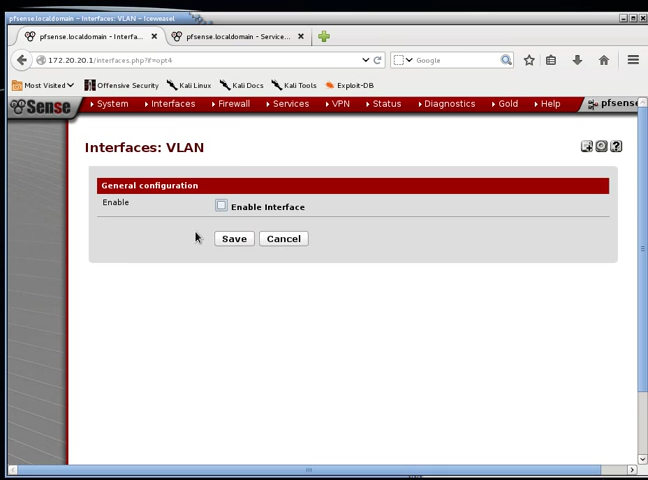 pfsense.localdomain - Interfaces: VLAN - Iceweasel
pfsense.localdomain - Interfa...
pfsense.localdomain - Service...
172.20.20.1/interfaces.php?if=opt4
Google
Most Visited
Offensive Security
Kali Linux
Kali Docs
Kali Tools
Exploit-DB
Sense
System
Interfaces
Firewall
Services
VPN
Status
Diagnostics
Gold
Help
pfsense
Interfaces: VLAN
General configuration
Enable
Enable Interface
Save
Cancel